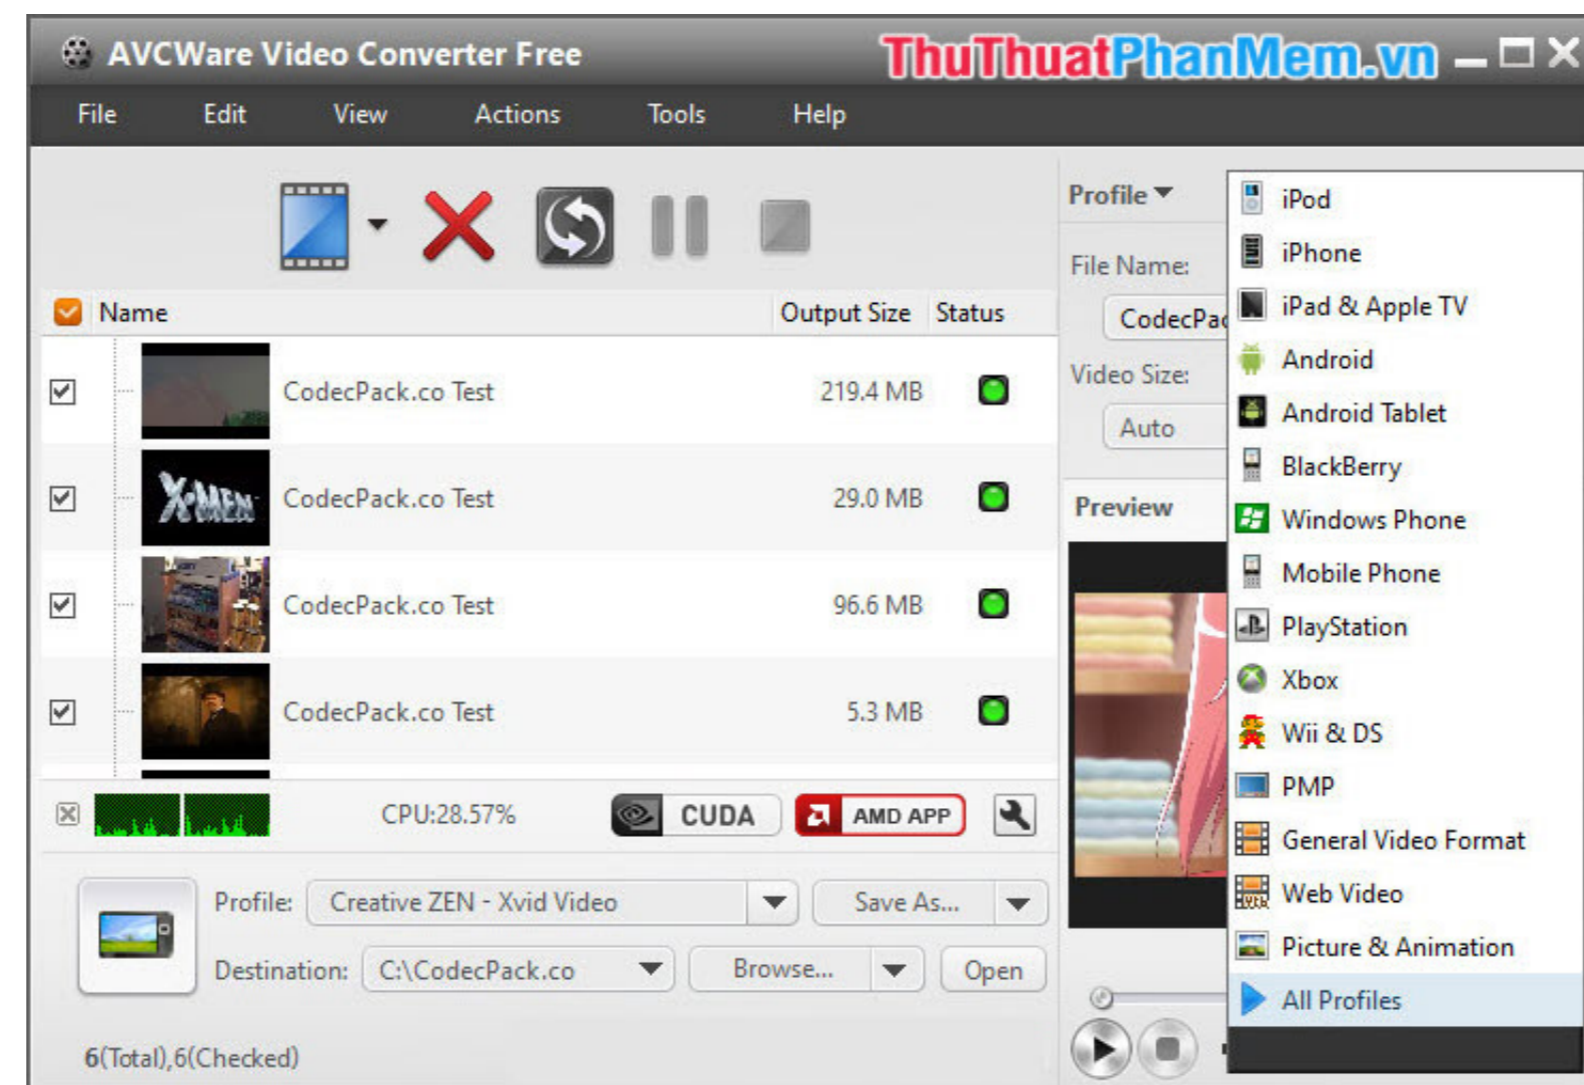 AVCWare Video Converter Free
ThuThuatPhanMem.vn
File Edit View Actions Tools Help
Name Output Size Status
CodecPack.co Test 219.4 MB
X-MEN
CodecPack.co Test 29.0 MB
CodecPack.co Test 96.6 MB
CodecPack.co Test 5.3 MB
CPU:28.57% CUDA AMD APP
Profile: Creative ZEN - Xvid Video Save As...
Destination: C:\CodecPack.co Browse... Open
6(Total),6(Checked)
Profile
File Name:
CodecPac
Video Size:
Auto
Preview
iPod
iPhone
iPad & Apple TV
Android
Android Tablet
BlackBerry
Windows Phone
Mobile Phone
PlayStation
Xbox
Wii & DS
PMP
General Video Format
Web Video
Picture & Animation
All Profiles